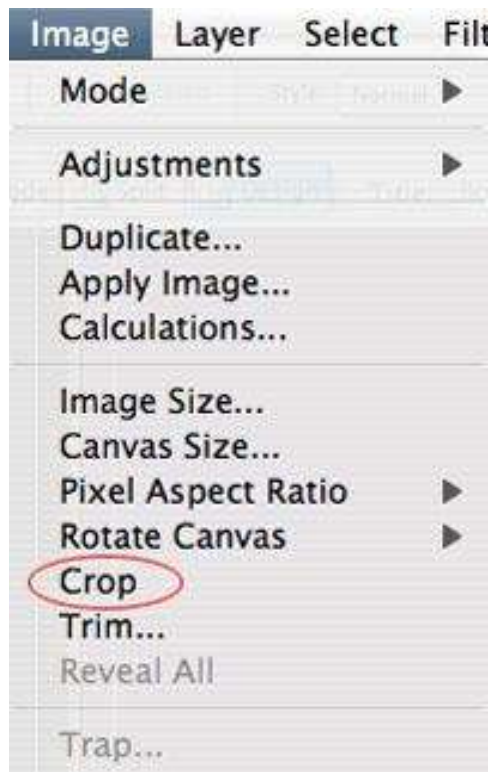 Image Layer Select Filt
Mode
Adjustments
Duplicate...
Apply Image...
Calculations...
Image Size...
Canvas Size...
Pixel Aspect Ratio
Rotate Canvas
Crop
Trim...
Reveal All
Trap...